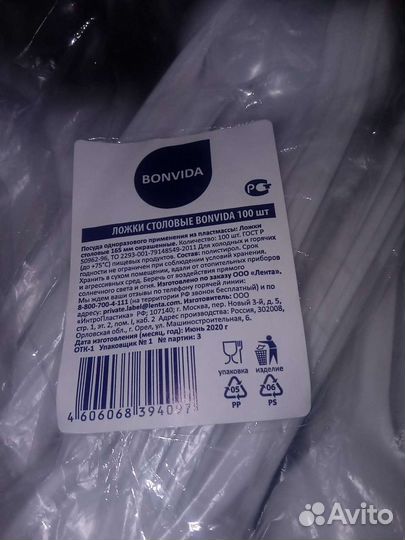 BONVIDA
РСТ
ЛОЖКИ СТОЛОВЫЕ BONVIDA 100 шт
Посуда одноразового применения из пластмассы: Ложки
столовые 165 мм окрашенные. Количество: 100 шт. ГОСТ Р
50962-96, ТО 2293-001-79148549-2011 Для холодных и горячих
(до +75°С) пищевых продуктов. Состав: полистирол. Срок
годности не ограничен при соблюдении условий хранения.
Хранить в сухом помещении, вдали от отопительных приборов
и агрессивных сред. Беречь от воздействия прямого
солнечного света и огня. Изготовлено по заказу ООО «Лента».
Мы ждем ваши отзывы по телефону горячей линии:
8-800-700-4-111 (на территории РФ звонок бесплатный) и по
адресу: private.label@lenta.com. Изготовитель: ООО
«ИнтроПластика» РФ; 107140; г. Москва, пер. Новый 3-й, д. 5,
стр. 1, эт. 2, пом. I, каб. 2 Адрес производства: Россия, 302008,
Орловская обл., г. Орел, ул. Машиностроительная, 6.
Дата изготовления (месяц, год): Июнь 2020 г
ОТК-1 Упаковщик № 1 № партии: 3
упаковка изделие
05 06
PP PS
4 606068 394097
Avito